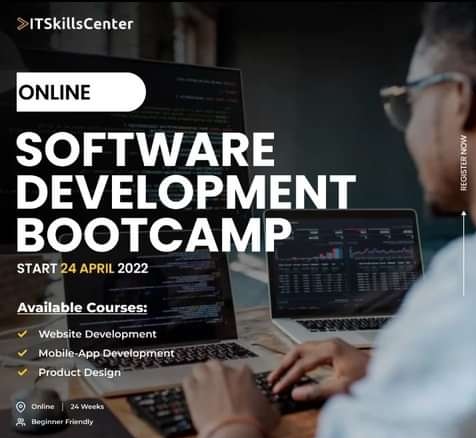 ITSkillsCenter
ONLINE
SOFTWARE
DEVELOPMENT
BOOTCAMP
START 24 APRIL 2022
Available Courses:
Website Development
Mobile-App Development
Product Design
Online | 24 Weeks
Beginner Friendly
REGISTER NOW